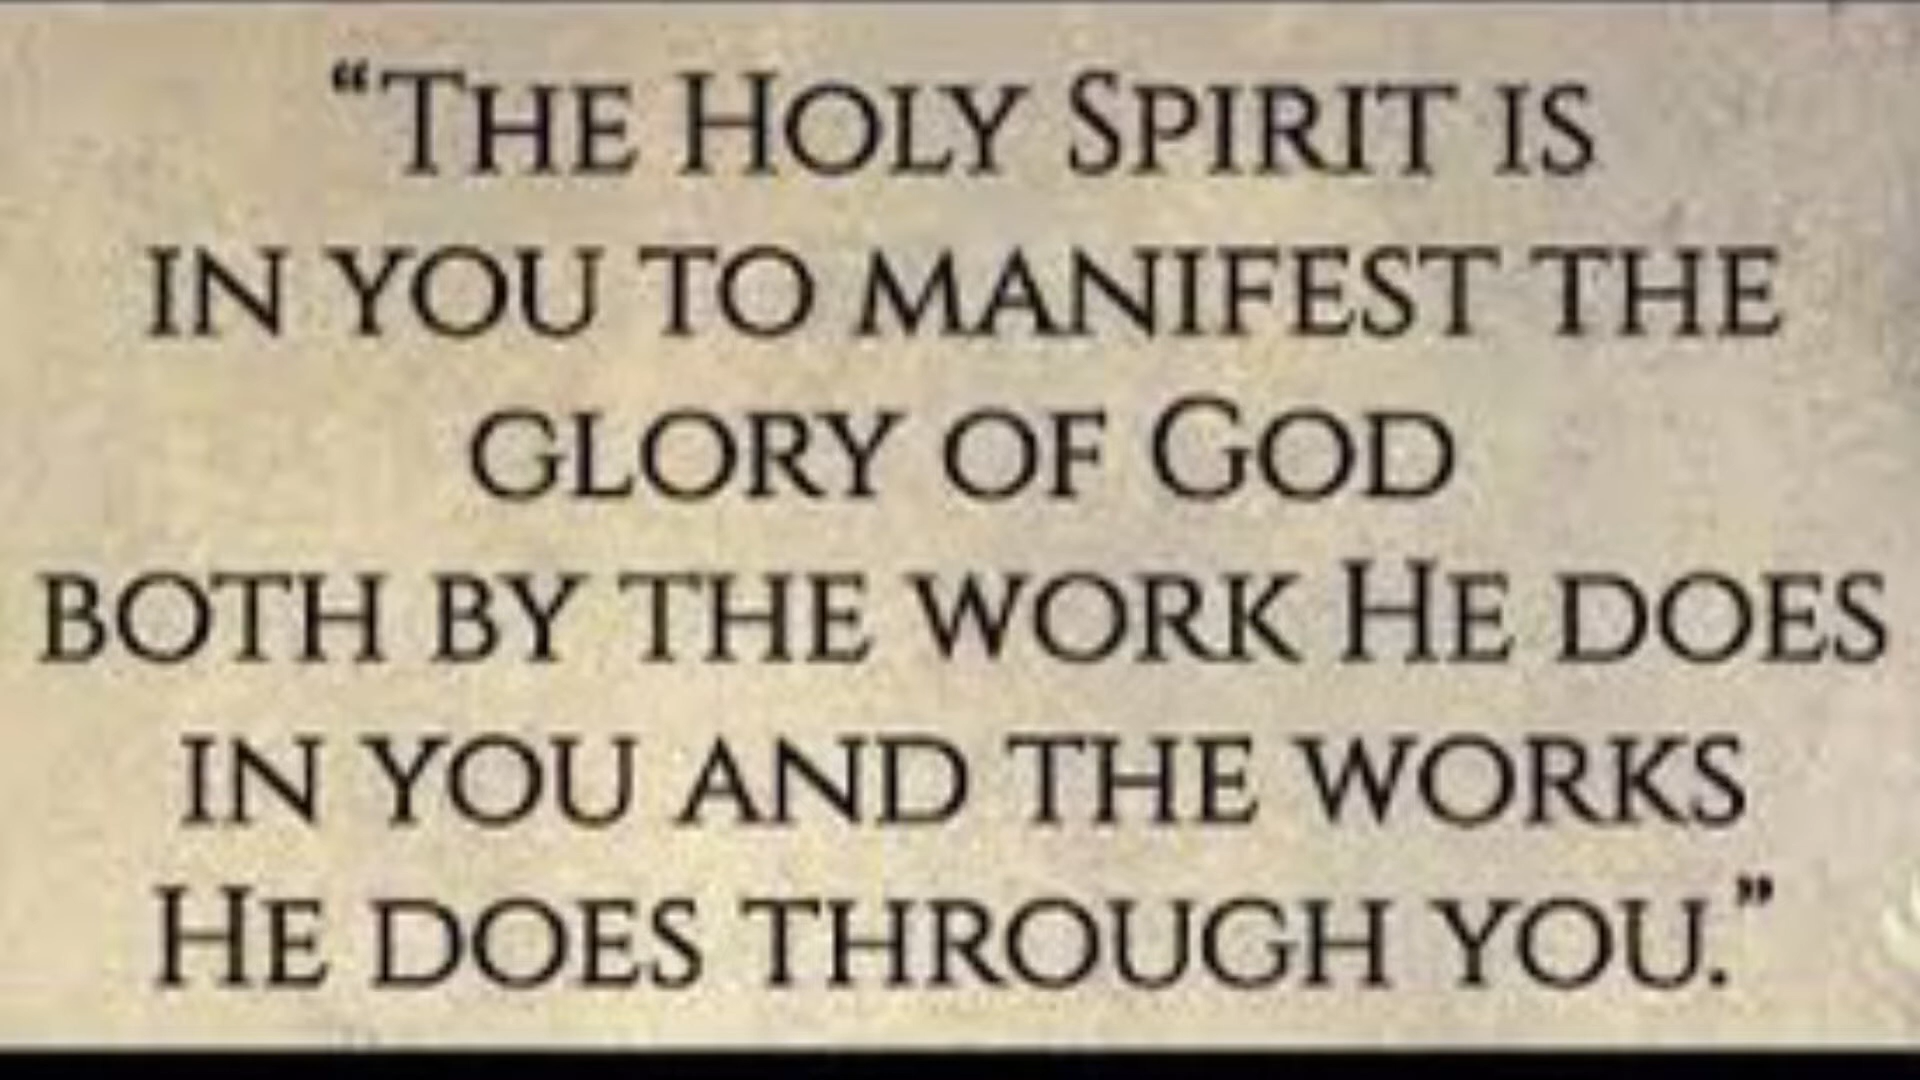 “The Holy Spirit is
in you to manifest the
glory of God
both by the work He does
in you and the works
He does through you.”